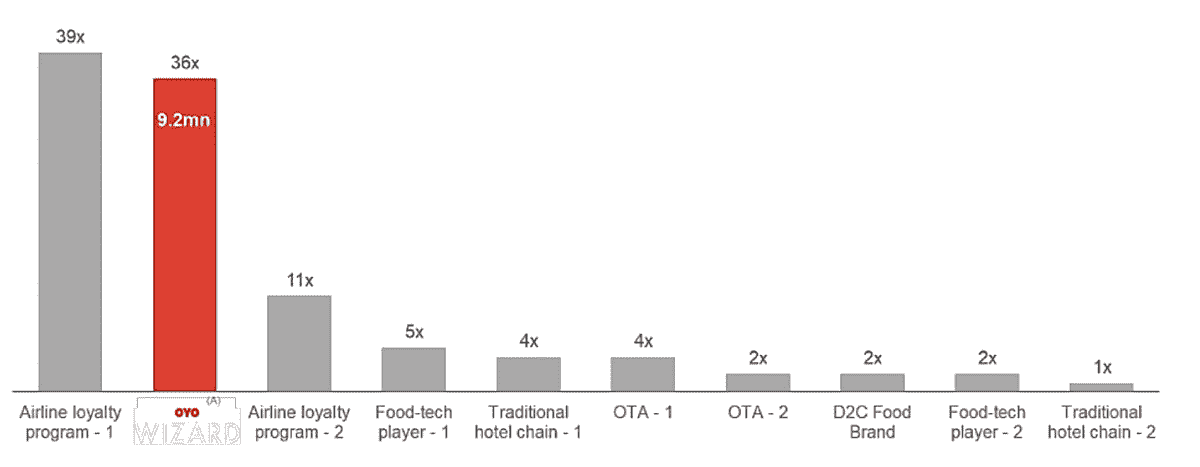 39x
36x
9.2mn
11x
5x
4x
4x
2x
2x
2x
1x
Airline loyalty
program - 1
OYO (A)
WIZARD
Airline loyalty
program - 2
Food-tech
player - 1
Traditional
hotel chain - 1
OTA - 1
OTA - 2
D2C Food
Brand
Food-tech
player - 2
Traditional
hotel chain - 2